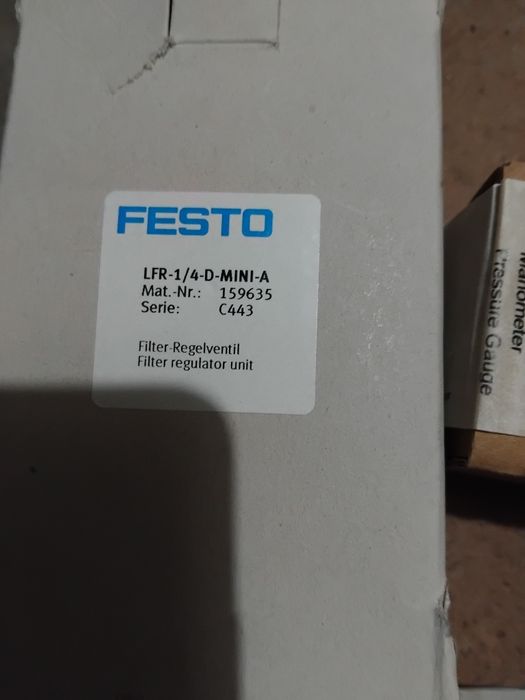 FESTO
LFR-1/4-D-MINI-A
Mat.-Nr.: 159635
Serie: C443
Filter-Regelventil
Filter regulator unit
Manometer
Pressure Gauge